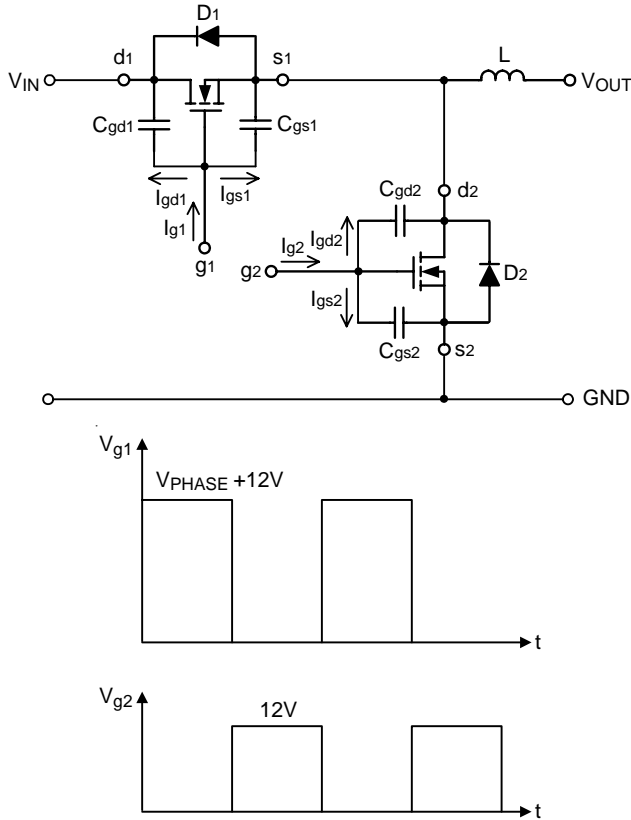 D1
d1
s1
L
VIN
VOUT
Cgd1
Cgs1
Igd1
Igs1
Ig1
g1
Cgd2
d2
Ig2
Igd2
g2
D2
Igs2
Cgs2
s2
GND
Vg1
VPHASE +12V
t
Vg2
12V
t